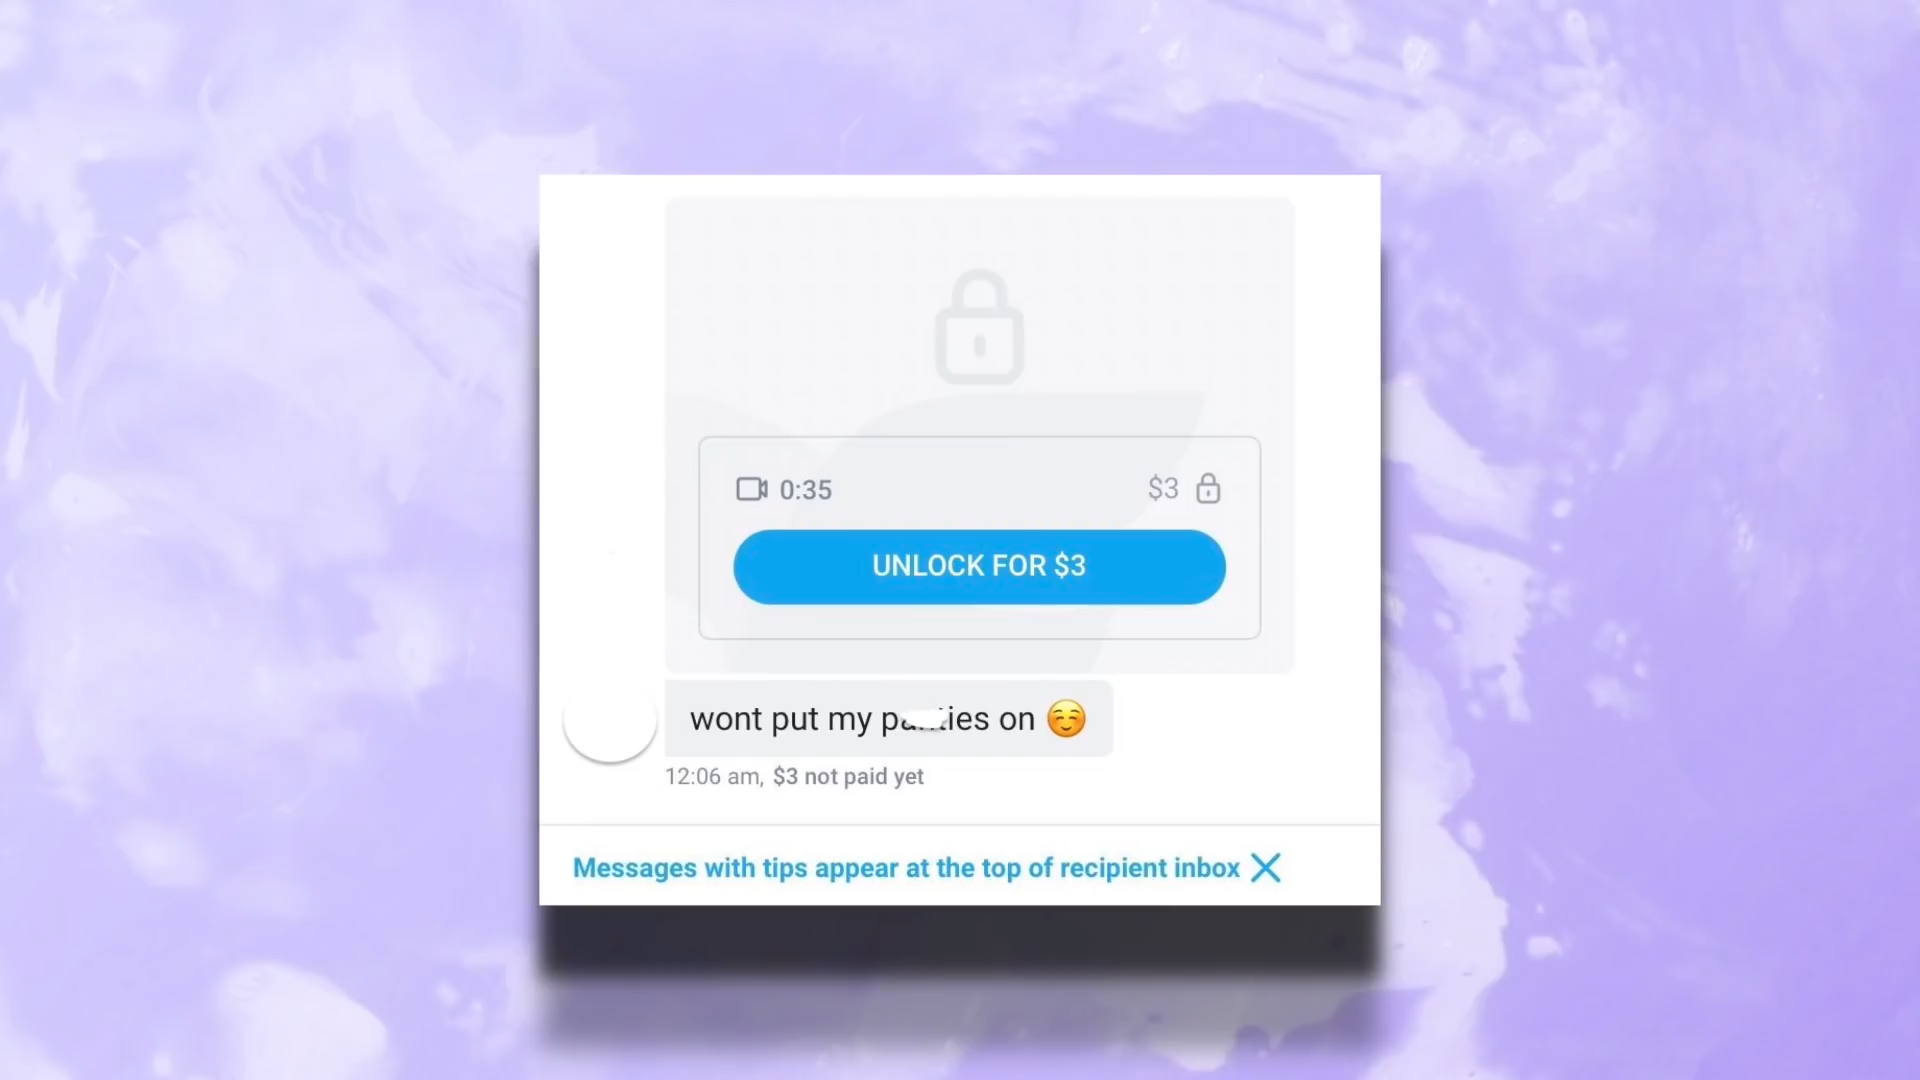 0:35 $3
UNLOCK FOR $3
wont put my panties on ☺️
12:06 am, $3 not paid yet
Messages with tips appear at the top of recipient inbox